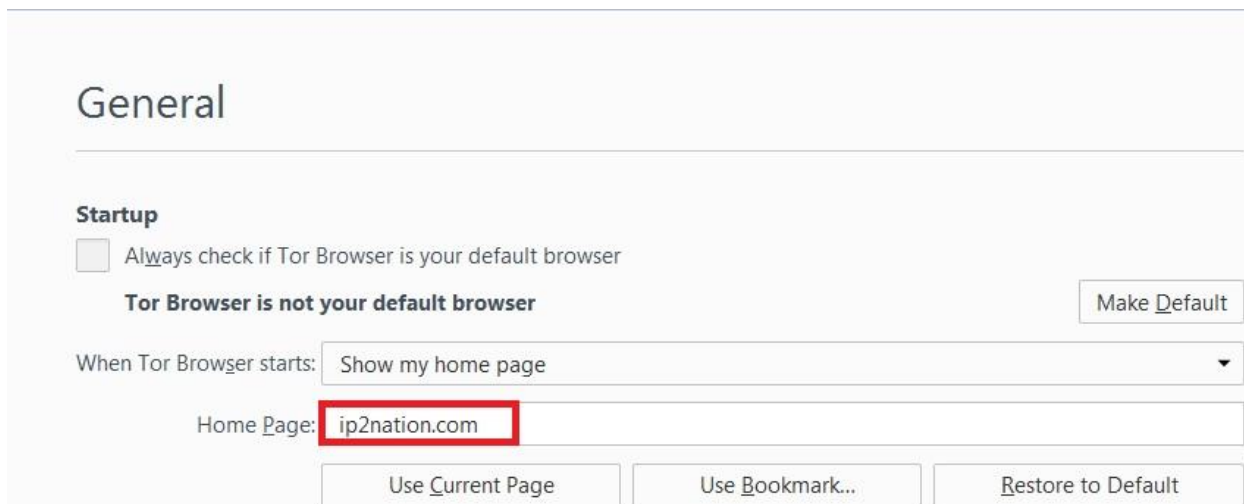 General
Startup
Always check if Tor Browser is your default browser
Tor Browser is not your default browser
Make Default
When Tor Browser starts: Show my home page
Home Page: ip2nation.com
Use Current Page Use Bookmark... Restore to Default